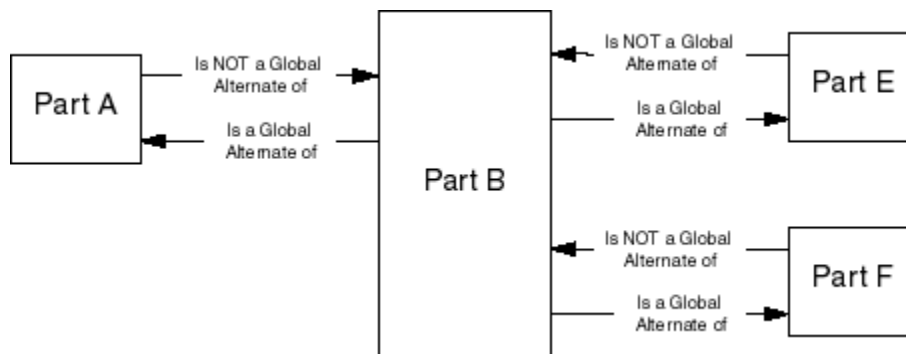 Part A
Is NOT a Global
Alternate of
Is a Global
Alternate of
Part B
Is NOT a Global
Alternate of
Is a Global
Alternate of
Part E
Is NOT a Global
Alternate of
Is a Global
Alternate of
Part F